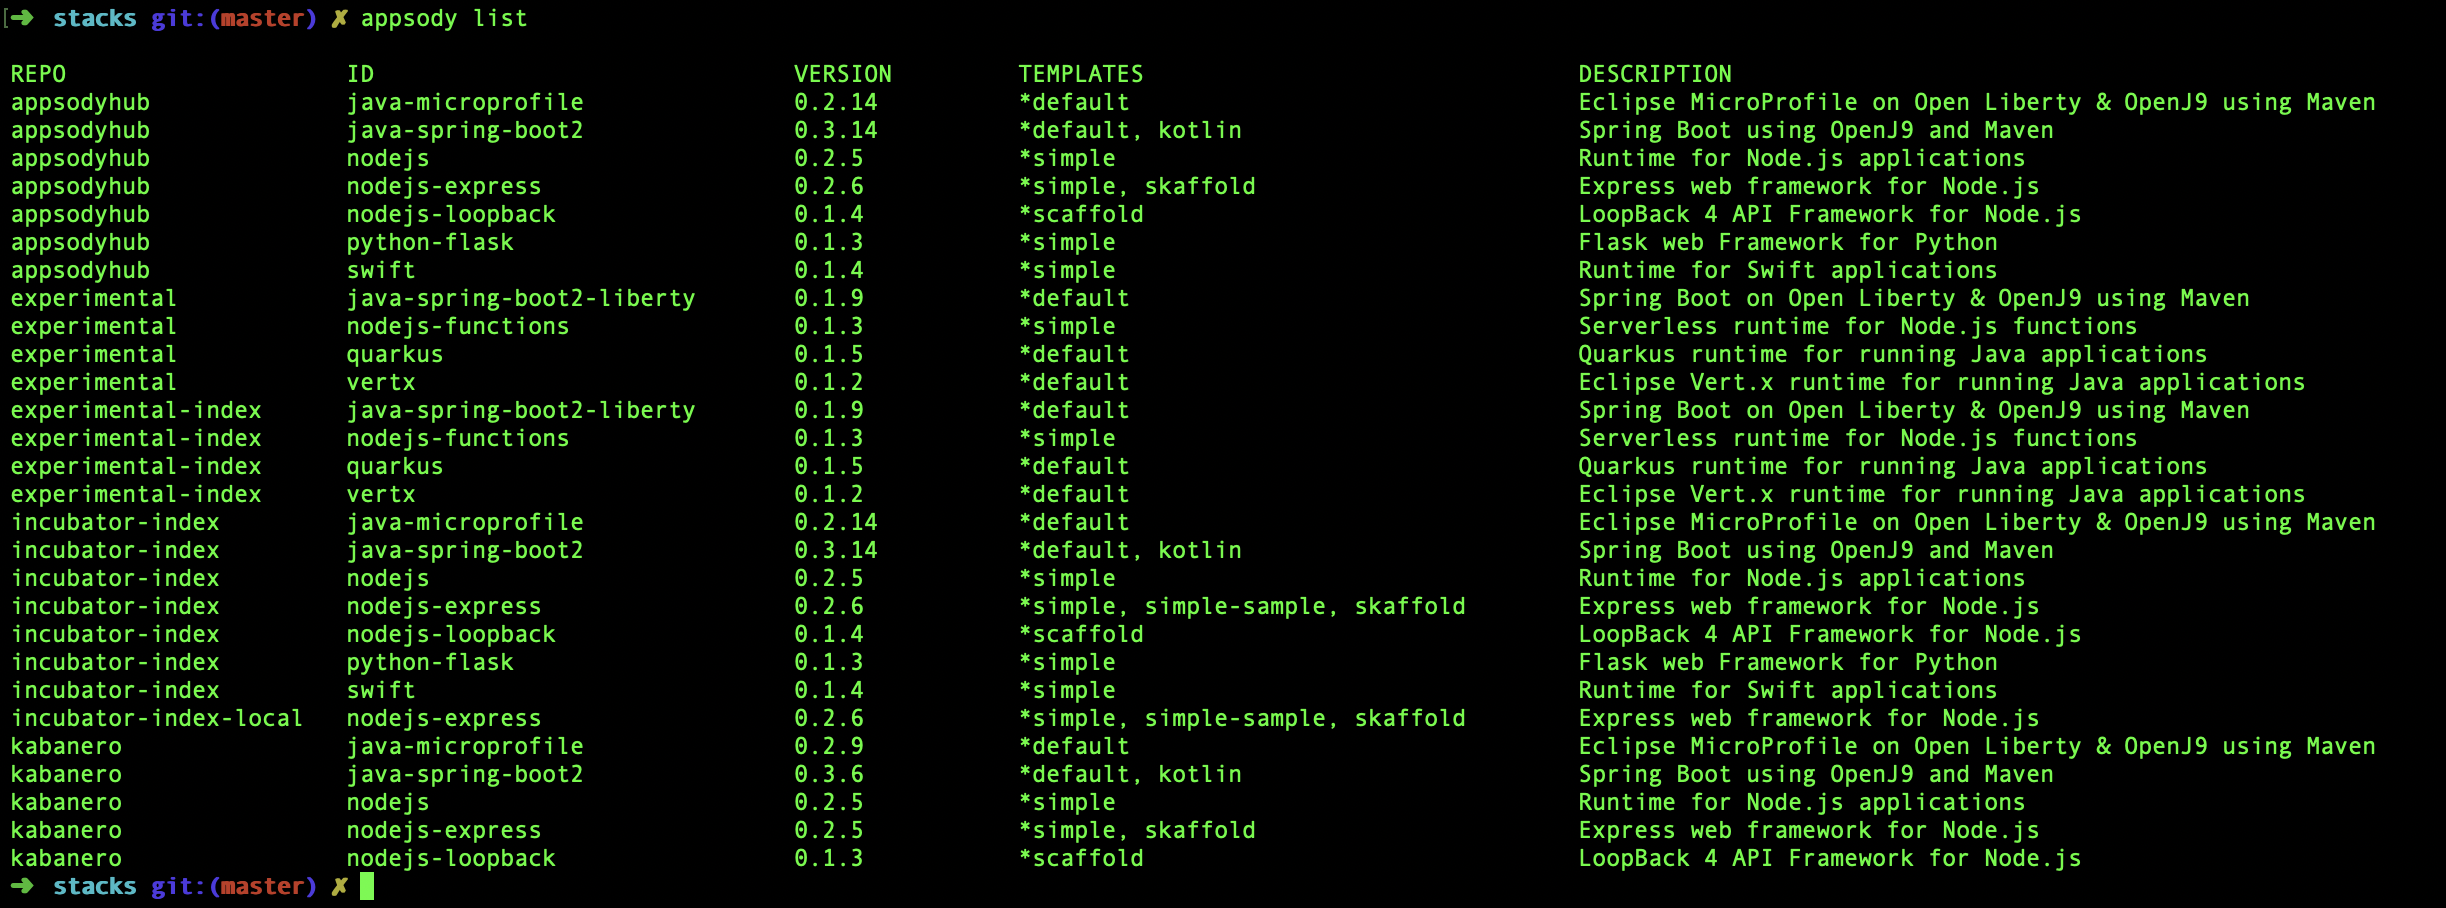 [➜  stacks git:(master) ✗ appsody list
REPO                    ID                              VERSION         TEMPLATES                               DESCRIPTION
appsodyhub              java-microprofile               0.2.14          *default                                Eclipse MicroProfile on Open Liberty & OpenJ9 using Maven
appsodyhub              java-spring-boot2               0.3.14          *default, kotlin                        Spring Boot using OpenJ9 and Maven
appsodyhub              nodejs                          0.2.5           *simple                                 Runtime for Node.js applications
appsodyhub              nodejs-express                  0.2.6           *simple, skaffold                       Express web framework for Node.js
appsodyhub              nodejs-loopback                 0.1.4           *scaffold                               LoopBack 4 API Framework for Node.js
appsodyhub              python-flask                    0.1.3           *simple                                 Flask web Framework for Python
appsodyhub              swift                           0.1.4           *simple                                 Runtime for Swift applications
experimental            java-spring-boot2-liberty       0.1.9           *default                                Spring Boot on Open Liberty & OpenJ9 using Maven
experimental            nodejs-functions                0.1.3           *simple                                 Serverless runtime for Node.js functions
experimental            quarkus                         0.1.5           *default                                Quarkus runtime for running Java applications
experimental            vertx                           0.1.2           *default                                Eclipse Vert.x runtime for running Java applications
experimental-index      java-spring-boot2-liberty       0.1.9           *default                                Spring Boot on Open Liberty & OpenJ9 using Maven
experimental-index      nodejs-functions                0.1.3           *simple                                 Serverless runtime for Node.js functions
experimental-index      quarkus                         0.1.5           *default                                Quarkus runtime for running Java applications
experimental-index      vertx                           0.1.2           *default                                Eclipse Vert.x runtime for running Java applications
incubator-index         java-microprofile               0.2.14          *default                                Eclipse MicroProfile on Open Liberty & OpenJ9 using Maven
incubator-index         java-spring-boot2               0.3.14          *default, kotlin                        Spring Boot using OpenJ9 and Maven
incubator-index         nodejs                          0.2.5           *simple                                 Runtime for Node.js applications
incubator-index         nodejs-express                  0.2.6           *simple, simple-sample, skaffold        Express web framework for Node.js
incubator-index         nodejs-loopback                 0.1.4           *scaffold                               LoopBack 4 API Framework for Node.js
incubator-index         python-flask                    0.1.3           *simple                                 Flask web Framework for Python
incubator-index         swift                           0.1.4           *simple                                 Runtime for Swift applications
incubator-index-local   nodejs-express                  0.2.6           *simple, simple-sample, skaffold        Express web framework for Node.js
kabanero                java-microprofile               0.2.9           *default                                Eclipse MicroProfile on Open Liberty & OpenJ9 using Maven
kabanero                java-spring-boot2               0.3.6           *default, kotlin                        Spring Boot using OpenJ9 and Maven
kabanero                nodejs                          0.2.5           *simple                                 Runtime for Node.js applications
kabanero                nodejs-express                  0.2.5           *simple, skaffold                       Express web framework for Node.js
kabanero                nodejs-loopback                 0.1.3           *scaffold                               LoopBack 4 API Framework for Node.js
➜  stacks git:(master) ✗